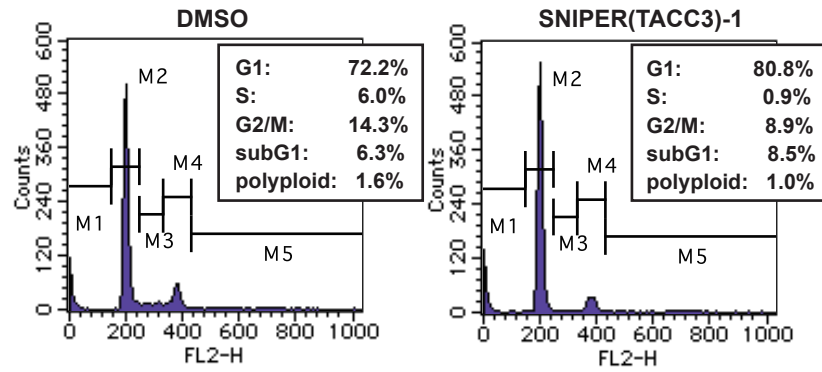 DMSO
G1: 72.2%
S: 6.0%
G2/M: 14.3%
subG1: 6.3%
polyploid: 1.6%
M1
M2
M3
M4
M5
Counts
600
480
360
240
120
0
0 200 400 600 800 1000
FL2-H
SNIPER(TACC3)-1
G1: 80.8%
S: 0.9%
G2/M: 8.9%
subG1: 8.5%
polyploid: 1.0%
M1
M2
M3
M4
M5
Counts
600
480
360
240
120
0
0 200 400 600 800 1000
FL2-H